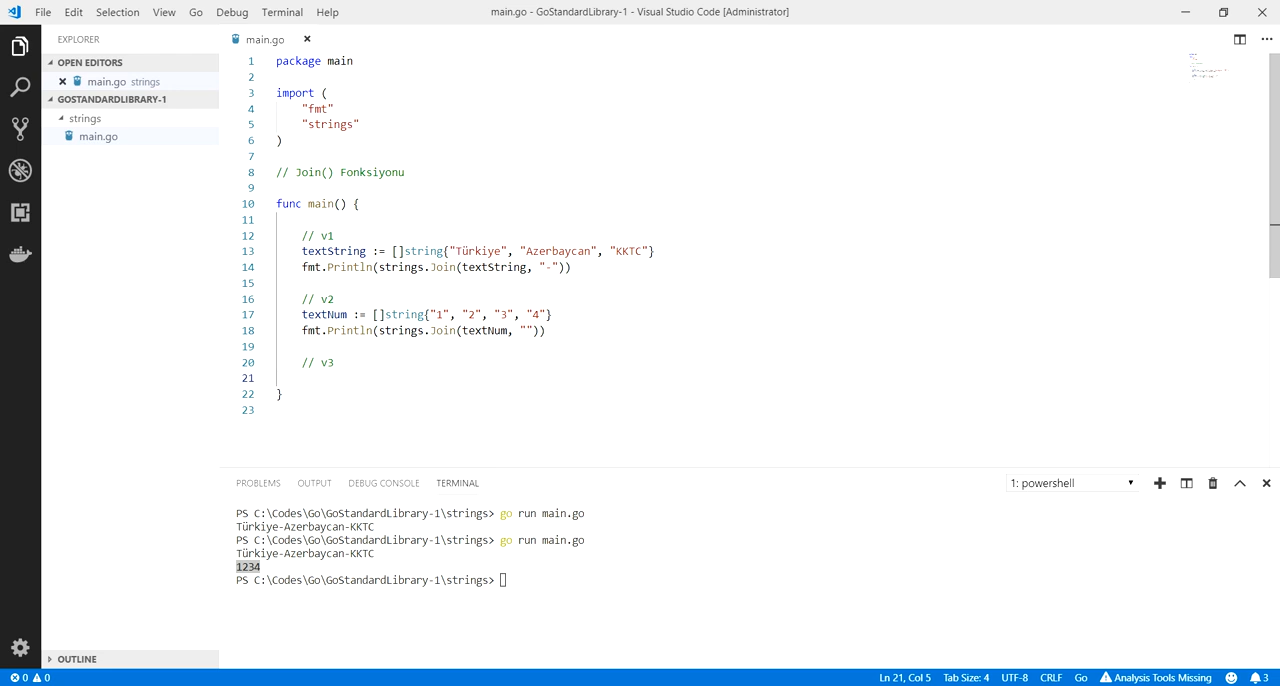 File Edit Selection View Go Debug Terminal Help main.go - GoStandardLibrary-1 - Visual Studio Code [Administrator]
EXPLORER
OPEN EDITORS
main.go strings
GOSTANDARDLIBRARY-1
strings
main.go
OUTLINE
main.go
1 package main
2
3 import (
4 "fmt"
5 "strings"
6 )
7
8 // Join() Fonksiyonu
9
10 func main() {
11
12 // v1
13 textString := []string{"Türkiye", "Azerbaycan", "KKTC"}
14 fmt.Println(strings.Join(textString, "-"))
15
16 // v2
17 textNum := []string{"1", "2", "3", "4"}
18 fmt.Println(strings.Join(textNum, ""))
19
20 // v3
21
22 }
23
PROBLEMS OUTPUT DEBUG CONSOLE TERMINAL 1: powershell
PS C:\Codes\Go\GoStandardLibrary-1\strings> go run main.go
Türkiye-Azerbaycan-KKTC
PS C:\Codes\Go\GoStandardLibrary-1\strings> go run main.go
Türkiye-Azerbaycan-KKTC
1234
PS C:\Codes\Go\GoStandardLibrary-1\strings>
0 0 Ln 21, Col 5 Tab Size: 4 UTF-8 CRLF Go Analysis Tools Missing 3